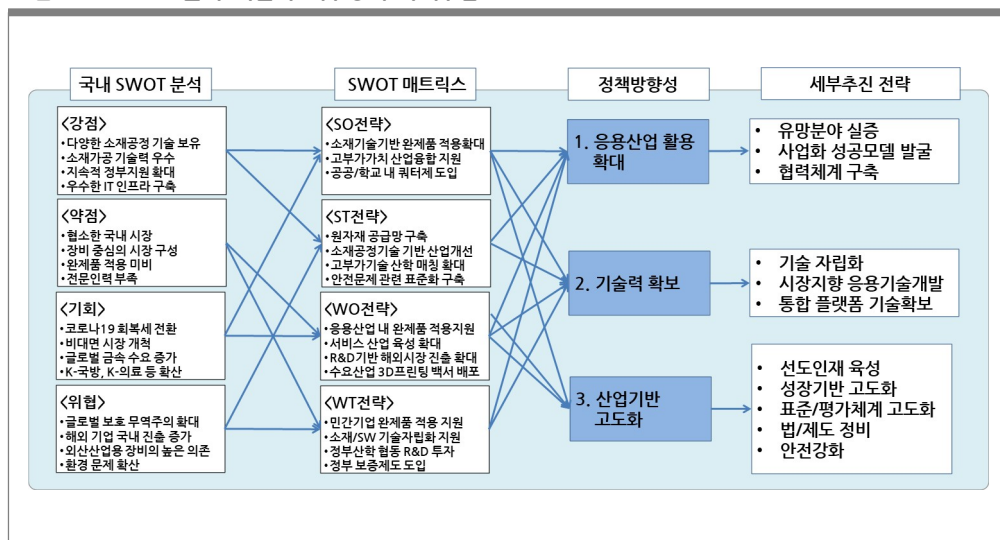 국내 SWOT 분석
SWOT 매트릭스
정책방향성
세부추진 전략
<강점>
• 다양한 소재공정 기술 보유
• 소재가공 기술력 우수
• 지속적 정부지원 확대
• 우수한 IT 인프라 구축
<약점>
• 협소한 국내 시장
• 장비 중심의 시장 구성
• 완제품 적용 미비
• 전문인력 부족
<기회>
• 코로나19 회복세 전환
• 비대면 시장 개척
• 글로벌 금속 수요 증가
• K-국방, K-의료 등 확산
<위협>
• 글로벌 보호 무역주의 확대
• 해외 기업 국내 진출 증가
• 외산산업용 장비의 높은 의존
• 환경 문제 확산
<SO전략>
• 소재기술기반 완제품 적용확대
• 고부가가치 산업융합 지원
• 공공/학교 내 쿼터제 도입
<ST전략>
• 원자재 공급망 구축
• 소재공정기술 기반 산업개선
• 고부가기술 산학 매칭 확대
• 안전문제 관련 표준화 구축
<WO전략>
• 응용산업 내 완제품 적용지원
• 서비스 산업 육성 확대
• R&D기반 해외시장 진출 확대
• 수요산업 3D프린팅 백서 배포
<WT전략>
• 민간기업 완제품 적용 지원
• 소재/SW 기술자립화 지원
• 정부산학 협동 R&D 투자
• 정부 보증제도 도입
1. 응용산업 활용
확대
2. 기술력 확보
3. 산업기반
고도화
• 유망분야 실증
• 사업화 성공모델 발굴
• 협력체계 구축
• 기술 자립화
• 시장지향 응용기술개발
• 통합 플랫폼 기술확보
• 선도인재 육성
• 성장기반 고도화
• 표준/평가체계 고도화
• 법/제도 정비
• 안전강화